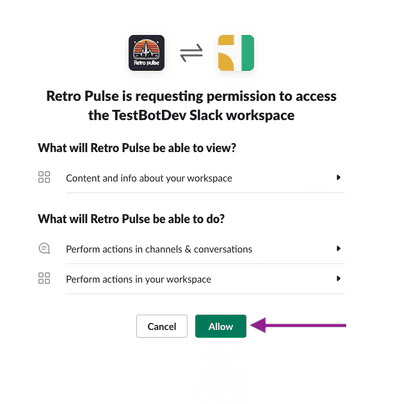 Retro pulse
Retro Pulse is requesting permission to access
the TestBotDev Slack workspace
What will Retro Pulse be able to view?
Content and info about your workspace
What will Retro Pulse be able to do?
Perform actions in channels & conversations
Perform actions in your workspace
Cancel
Allow